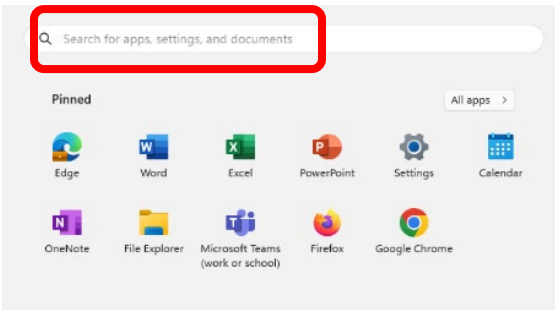 Search for apps, settings, and documents
Pinned
All apps >
Edge
Word
Excel
PowerPoint
Settings
Calendar
OneNote
File Explorer
Microsoft Teams
(work or school)
Firefox
Google Chrome